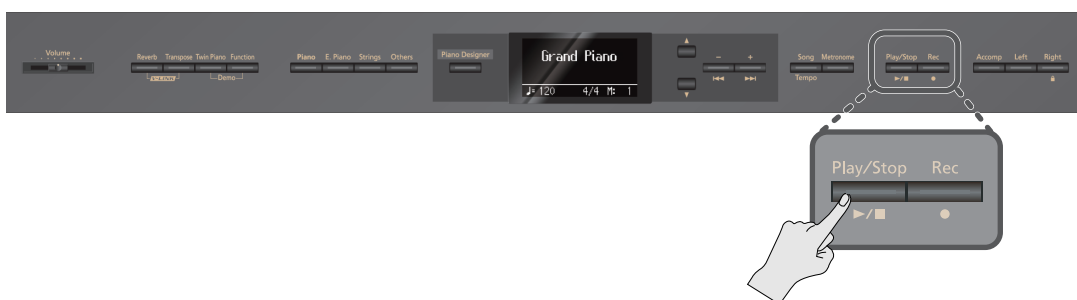 Volume
Reverb Transpose Twin Piano Function
V-LINK Demo
Piano E. Piano Strings Others
Piano Designer
Grand Piano
♩= 120 4/4 M: 1
− +
Song Metronome
Tempo
Play/Stop Rec
Accomp Left Right
Play/Stop Rec